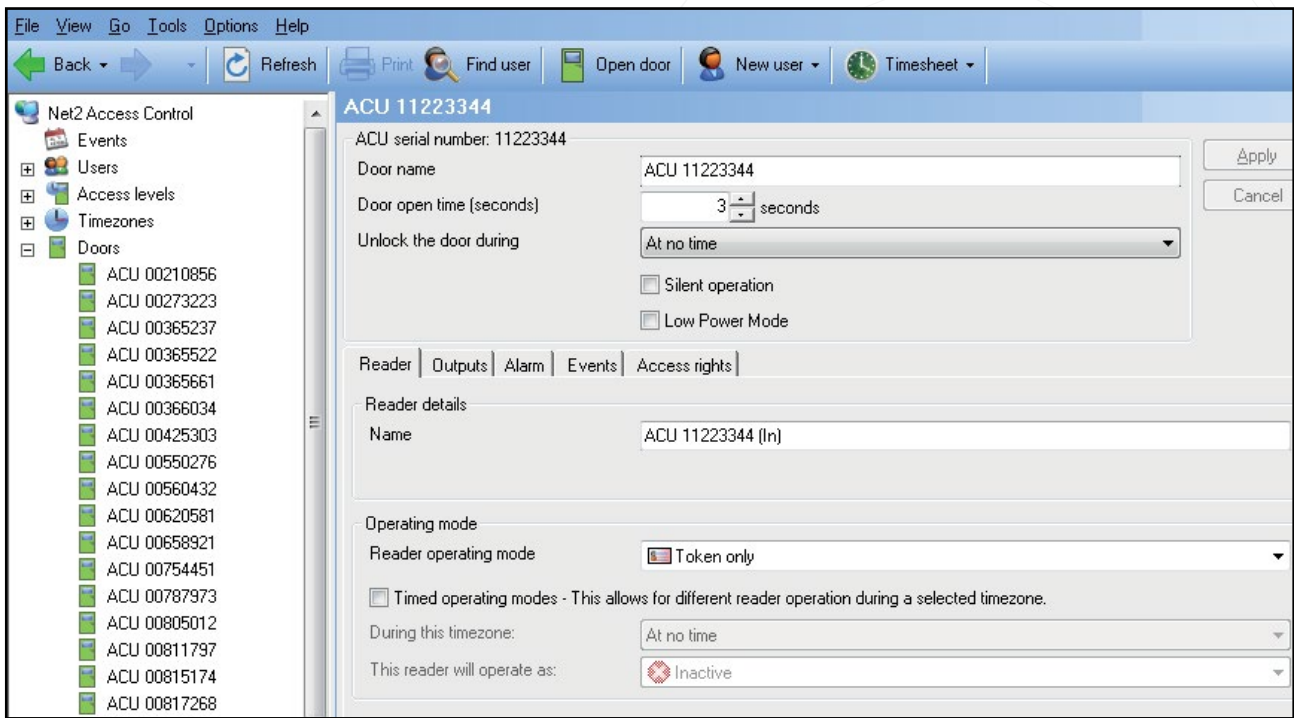 File View Go Tools Options Help
Back Refresh Print Find user Open door New user Timesheet
Net2 Access Control
Events
Users
Access levels
Timezones
Doors
ACU 00210856
ACU 00273223
ACU 00365237
ACU 00365522
ACU 00365661
ACU 00366034
ACU 00425303
ACU 00550276
ACU 00560432
ACU 00620581
ACU 00658921
ACU 00754451
ACU 00787973
ACU 00805012
ACU 00811797
ACU 00815174
ACU 00817268
ACU 11223344
ACU serial number: 11223344
Door name ACU 11223344
Door open time (seconds) 3 seconds
Unlock the door during At no time
Silent operation
Low Power Mode
Apply
Cancel
Reader Outputs Alarm Events Access rights
Reader details
Name ACU 11223344 (In)
Operating mode
Reader operating mode Token only
Timed operating modes - This allows for different reader operation during a selected timezone.
During this timezone: At no time
This reader will operate as: Inactive